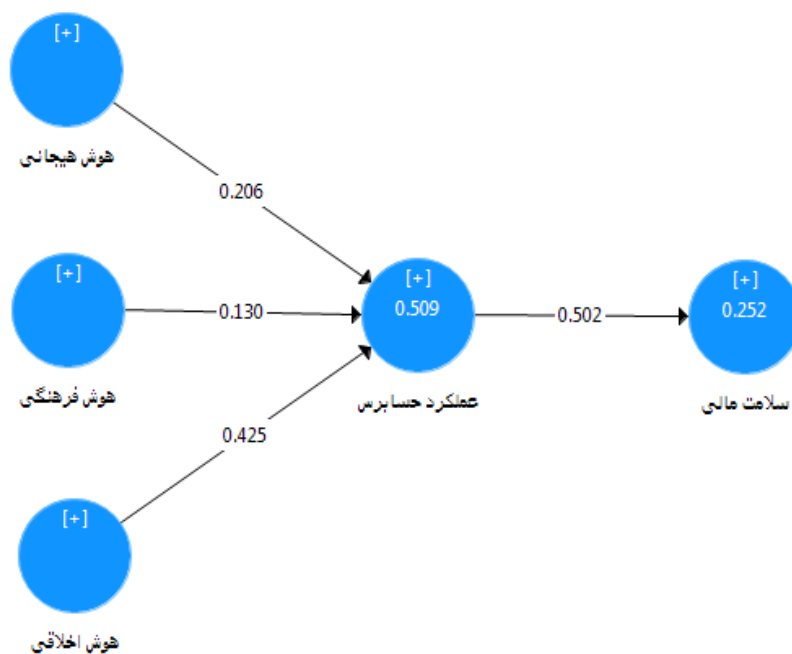 [+]
هوش هیجانی
0.206
[+]
هوش فرهنگی
0.130
[+]
0.509
عملکرد حسابرس
0.502
[+]
0.252
سلامت مالی
0.425
[+]
هوش اخلاقی